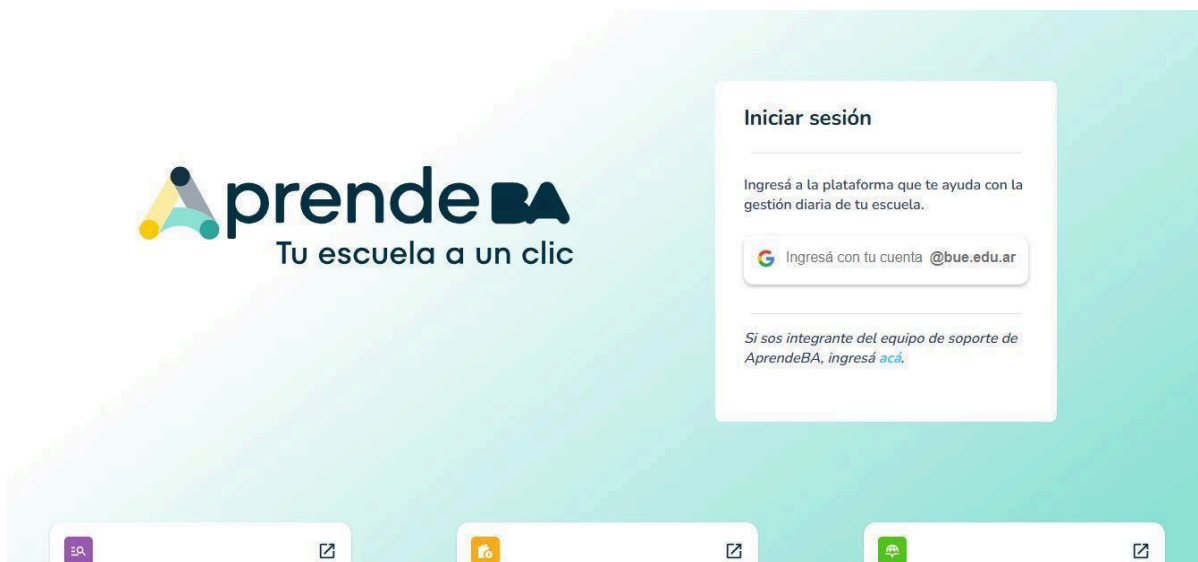 Iniciar sesión
Ingresá a la plataforma que te ayuda con la
gestión diaria de tu escuela.
Aprende BA
Tu escuela a un clic
Ingresá con tu cuenta @bue.edu.ar
Si sos integrante del equipo de soporte de
AprendeBA, ingresá acá.